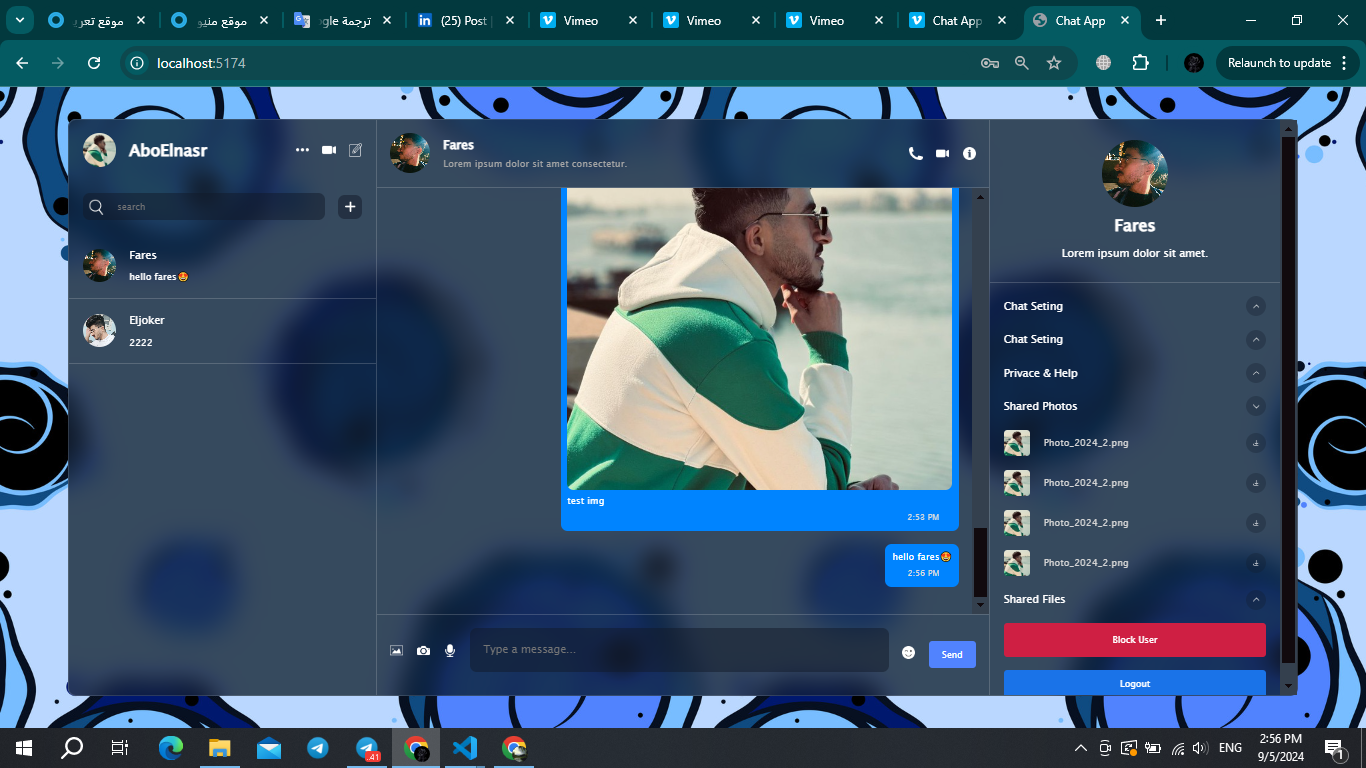 موقع تعر
موقع منيو
ترجمة gle
(25) Post |
Vimeo
Vimeo
Vimeo
Chat App
Chat App
localhost:5174
Relaunch to update
AboElnasr
search
Fares
hello fares🤩
Eljoker
2222
Fares
Lorem ipsum dolor sit amet consectetur.
test img
2:53 PM
hello fares🤩
2:56 PM
Type a message...
Send
Fares
Lorem ipsum dolor sit amet.
Chat Seting
Chat Seting
Privace & Help
Shared Photos
Photo_2024_2.png
Photo_2024_2.png
Photo_2024_2.png
Photo_2024_2.png
Shared Files
Block User
Logout
41
ENG
2:56 PM
9/5/2024
1